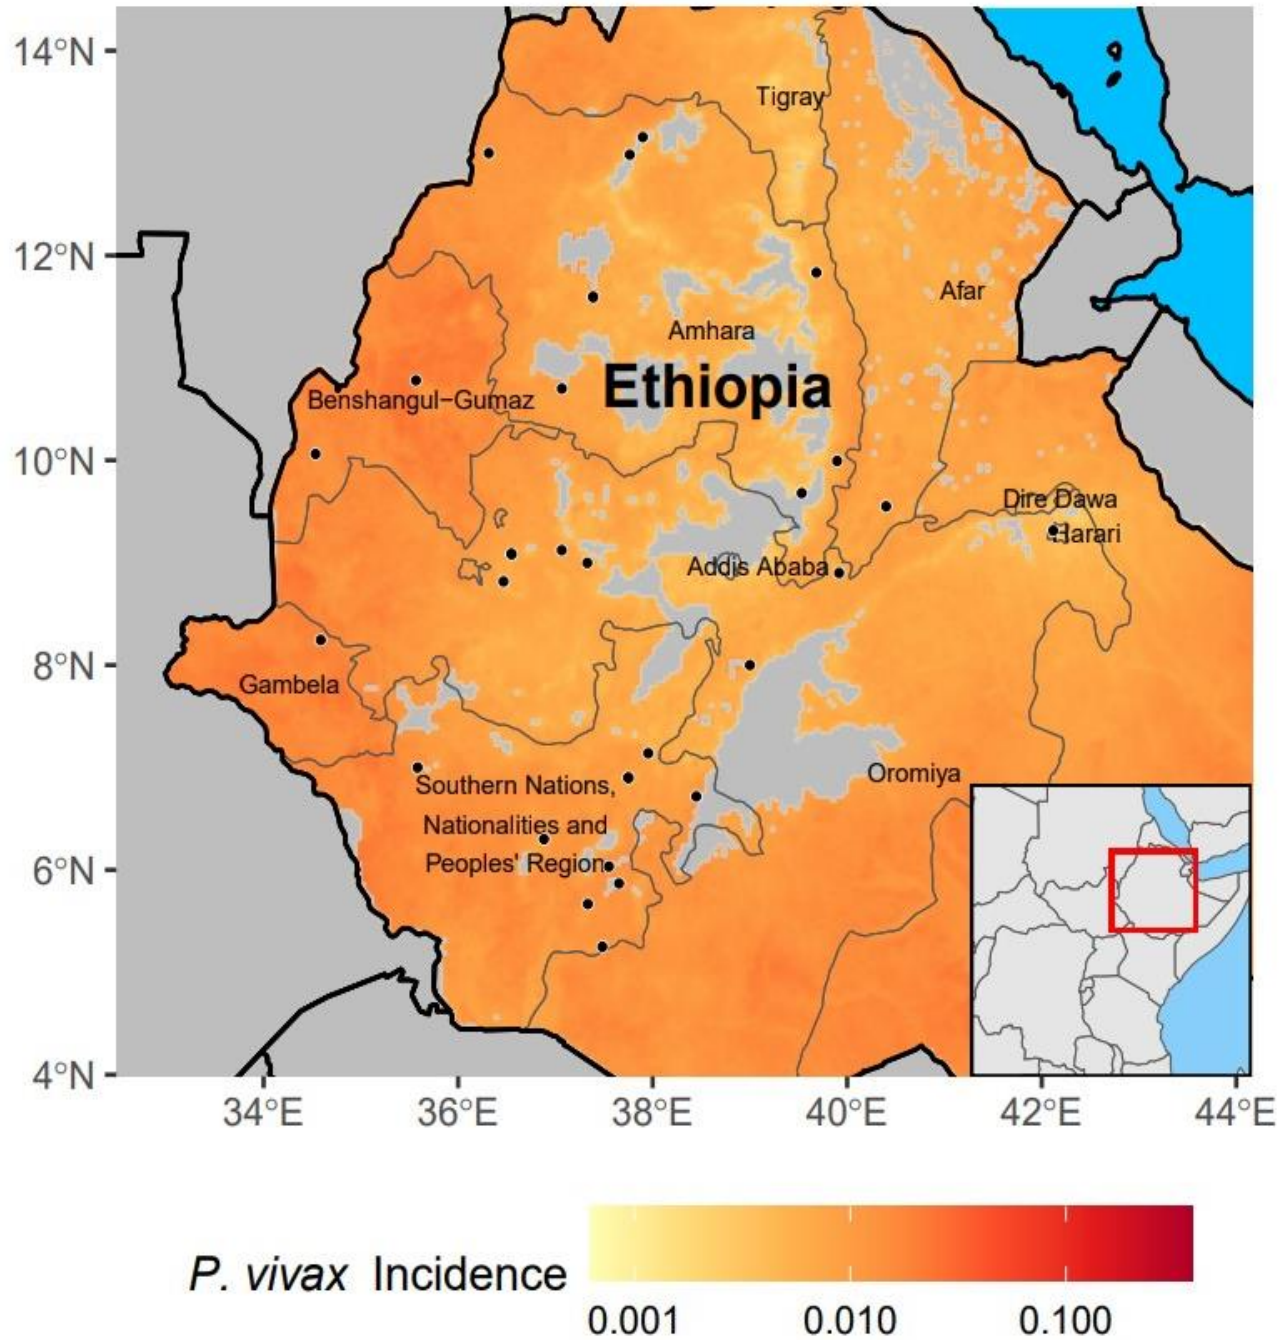 14°N
Tigray
12°N
Afar
Amhara
Ethiopia
Benshangul−Gumaz
10°N
Dire Dawa
Harari
Addis Ababa
8°N
Gambela
Oromiya
Southern Nations,
Nationalities and
Peoples' Region
6°N
4°N
34°E 36°E 38°E 40°E 42°E 44°E
P. vivax Incidence
0.001 0.010 0.100